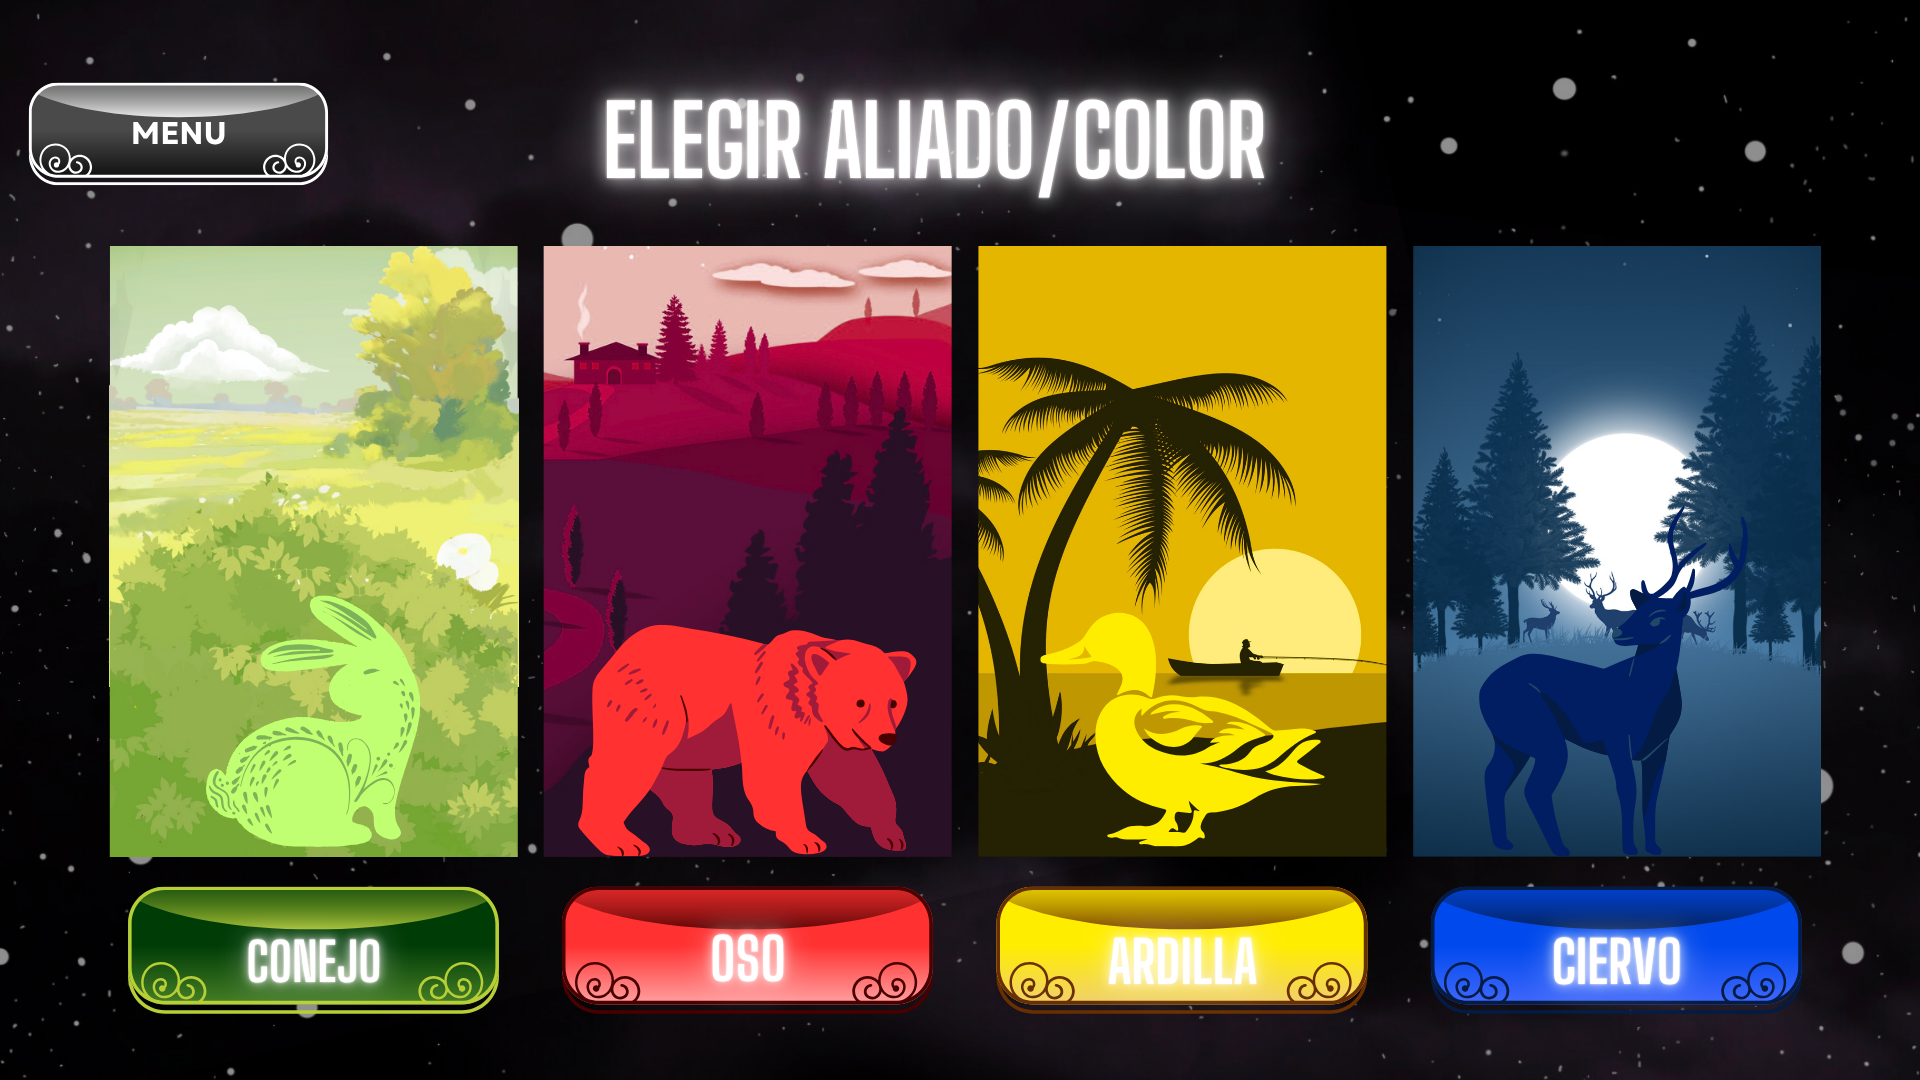 MENU
ELEGIR ALIADO/COLOR
CONEJO
OSO
ARDILLA
CIERVO